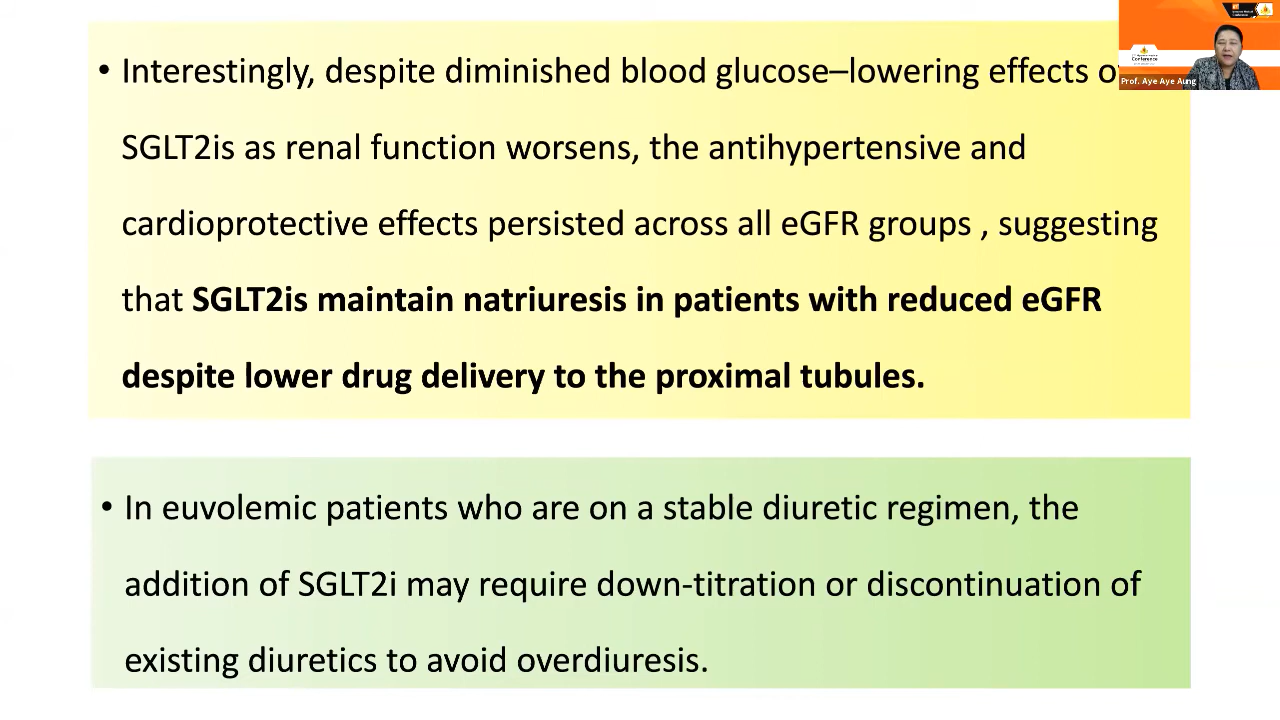 • Interestingly, despite diminished blood glucose–lowering effects o
SGLT2is as renal function worsens, the antihypertensive and
cardioprotective effects persisted across all eGFR groups , suggesting
that SGLT2is maintain natriuresis in patients with reduced eGFR
despite lower drug delivery to the proximal tubules.
• In euvolemic patients who are on a stable diuretic regimen, the
addition of SGLT2i may require down-titration or discontinuation of
existing diuretics to avoid overdiuresis.
Conference
Prof. Aye Aye Aung